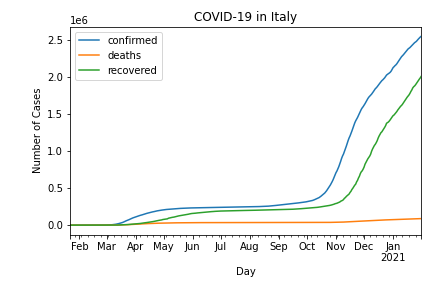 COVID-19 in Italy
1e6
confirmed
deaths
recovered
Number of Cases
2.5
2.0
1.5
1.0
0.5
0.0
Feb Mar Apr May Jun Jul Aug Sep Oct Nov Dec Jan
2021
Day